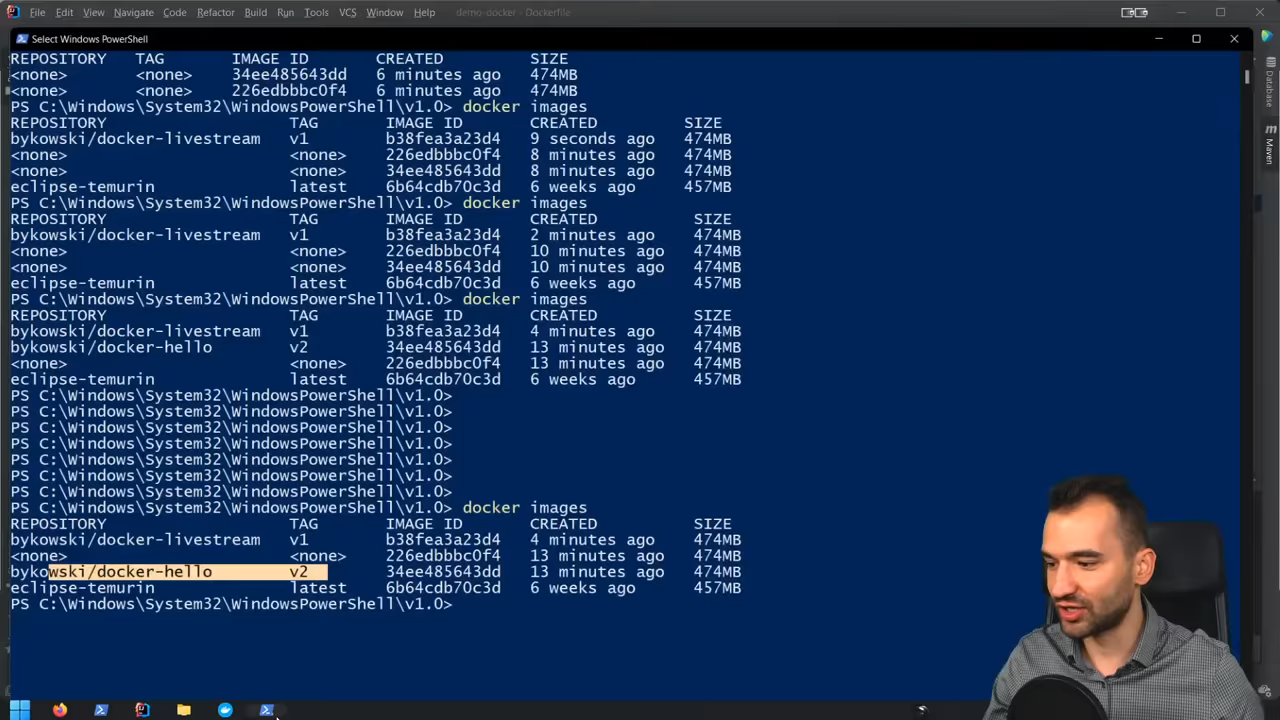 File Edit View Navigate Code Refactor Build Run Tools VCS Window Help demo-docker - Dockerfile
Select Windows PowerShell
REPOSITORY TAG IMAGE ID CREATED SIZE
<none> <none> 34ee485643dd 6 minutes ago 474MB
<none> <none> 226edbbbc0f4 6 minutes ago 474MB
PS C:\Windows\System32\WindowsPowerShell\v1.0> docker images
REPOSITORY TAG IMAGE ID CREATED SIZE
bykowski/docker-livestream v1 b38fea3a23d4 9 seconds ago 474MB
<none> <none> 226edbbbc0f4 8 minutes ago 474MB
<none> <none> 34ee485643dd 8 minutes ago 474MB
eclipse-temurin latest 6b64cdb70c3d 6 weeks ago 457MB
PS C:\Windows\System32\WindowsPowerShell\v1.0> docker images
REPOSITORY TAG IMAGE ID CREATED SIZE
bykowski/docker-livestream v1 b38fea3a23d4 2 minutes ago 474MB
<none> <none> 226edbbbc0f4 10 minutes ago 474MB
<none> <none> 34ee485643dd 10 minutes ago 474MB
eclipse-temurin latest 6b64cdb70c3d 6 weeks ago 457MB
PS C:\Windows\System32\WindowsPowerShell\v1.0> docker images
REPOSITORY TAG IMAGE ID CREATED SIZE
bykowski/docker-livestream v1 b38fea3a23d4 4 minutes ago 474MB
bykowski/docker-hello v2 34ee485643dd 13 minutes ago 474MB
<none> <none> 226edbbbc0f4 13 minutes ago 474MB
eclipse-temurin latest 6b64cdb70c3d 6 weeks ago 457MB
PS C:\Windows\System32\WindowsPowerShell\v1.0>
PS C:\Windows\System32\WindowsPowerShell\v1.0>
PS C:\Windows\System32\WindowsPowerShell\v1.0>
PS C:\Windows\System32\WindowsPowerShell\v1.0>
PS C:\Windows\System32\WindowsPowerShell\v1.0>
PS C:\Windows\System32\WindowsPowerShell\v1.0>
PS C:\Windows\System32\WindowsPowerShell\v1.0>
PS C:\Windows\System32\WindowsPowerShell\v1.0> docker images
REPOSITORY TAG IMAGE ID CREATED SIZE
bykowski/docker-livestream v1 b38fea3a23d4 4 minutes ago 474MB
<none> <none> 226edbbbc0f4 13 minutes ago 474MB
bykowski/docker-hello v2 34ee485643dd 13 minutes ago 474MB
eclipse-temurin latest 6b64cdb70c3d 6 weeks ago 457MB
PS C:\Windows\System32\WindowsPowerShell\v1.0>
Database
Maven